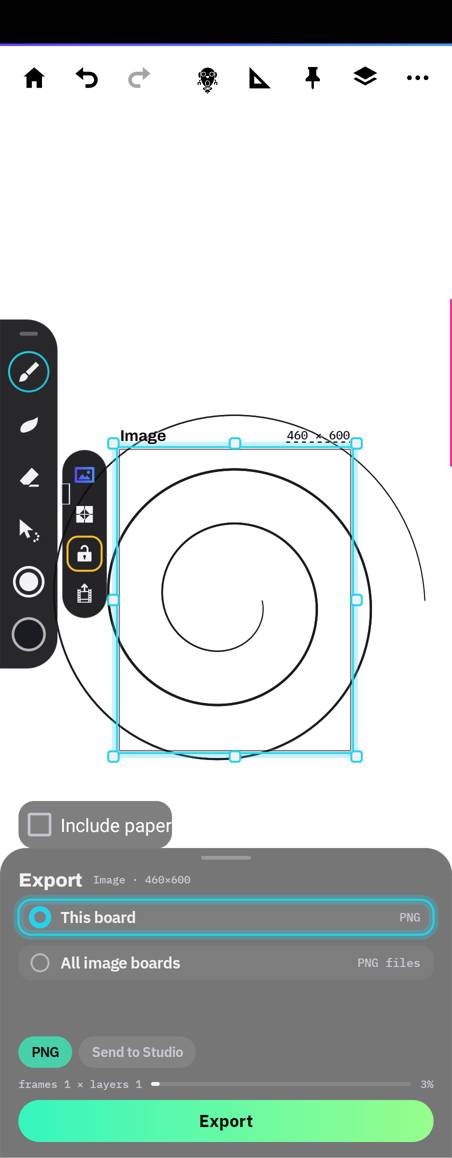 Image 460 × 600
Include paper
Export Image · 460×600
This board PNG
All image boards PNG files
PNG Send to Studio
frames 1 × layers 1 3%
Export